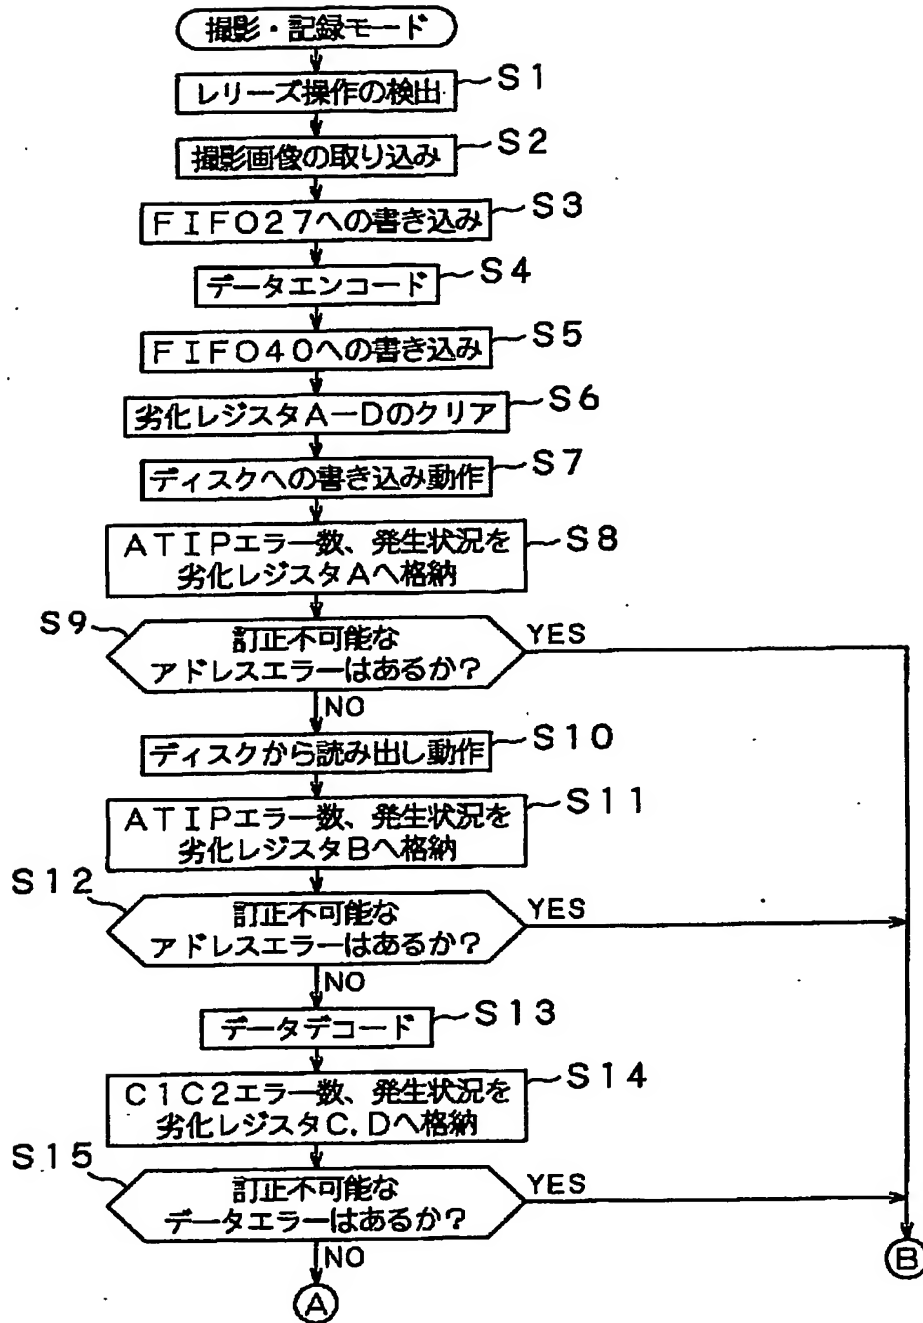 撮影・記録モード
レリーズ操作の検出
S1
撮影画像の取り込み
S2
FIFO27への書き込み
S3
データエンコード
S4
FIFO40への書き込み
S5
劣化レジスタA―Dのクリア
S6
ディスクへの書き込み動作
S7
ATIPエラー数、発生状況を
劣化レジスタAへ格納
S8
S9
訂正不可能な
アドレスエラーはあるか?
YES
NO
ディスクから読み出し動作
S10
ATIPエラー数、発生状況を
劣化レジスタBへ格納
S11
S12
訂正不可能な
アドレスエラーはあるか?
YES
NO
データデコード
S13
C1C2エラー数、発生状況を
劣化レジスタC.Dへ格納
S14
S15
訂正不可能な
データエラーはあるか?
YES
NO
A
B